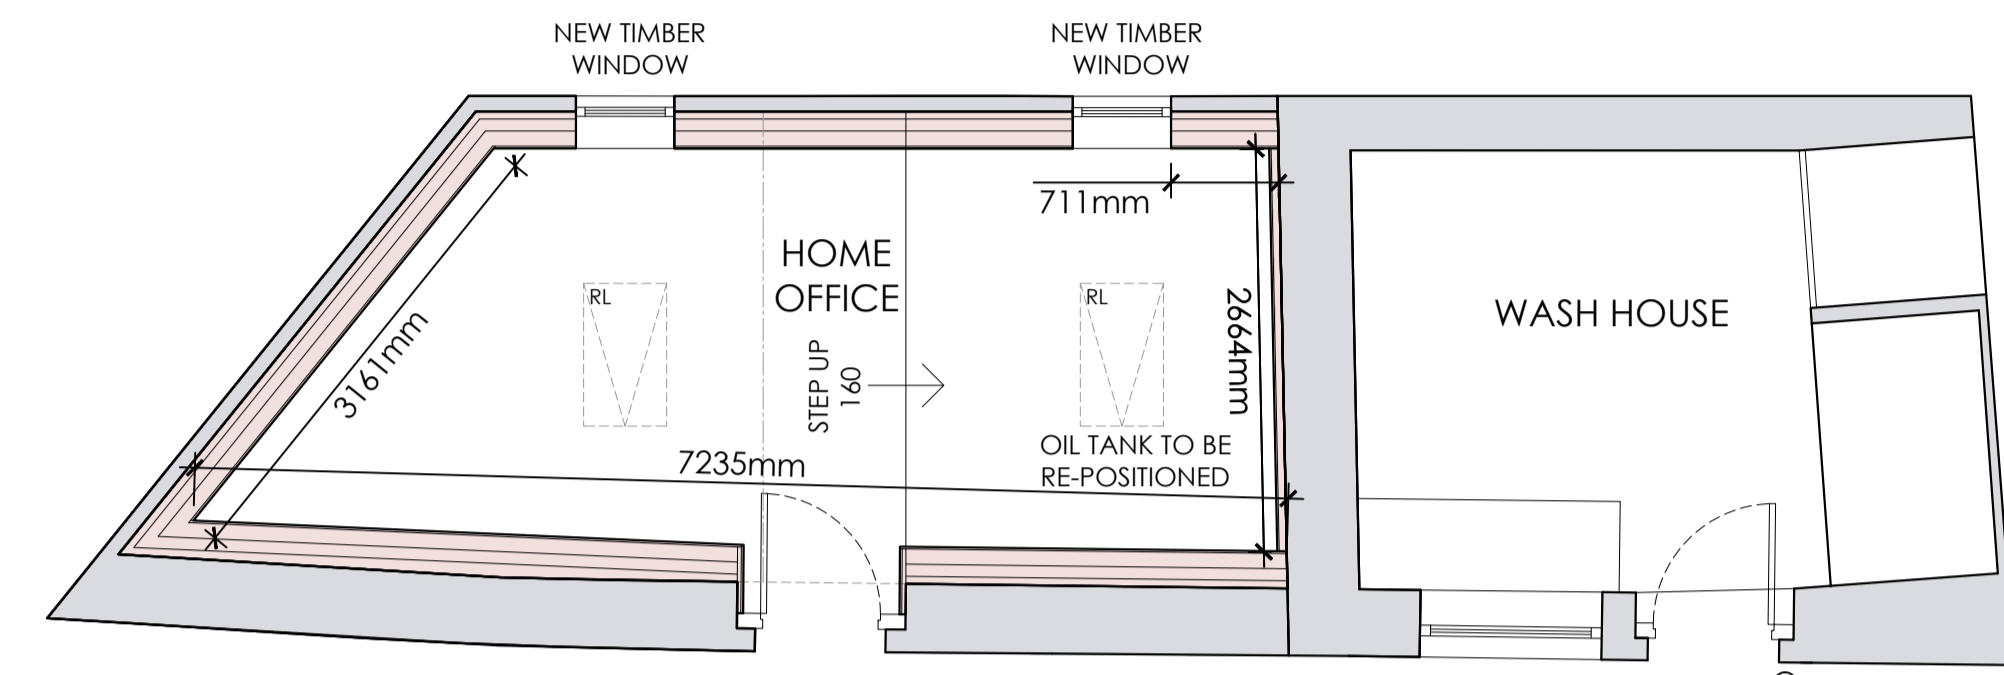 NEW TIMBER
WINDOW
NEW TIMBER
WINDOW
711mm
HOME
OFFICE
RL
RL
2664mm
WASH HOUSE
3161mm
STEP UP
160
OIL TANK TO BE
RE-POSITIONED
7235mm